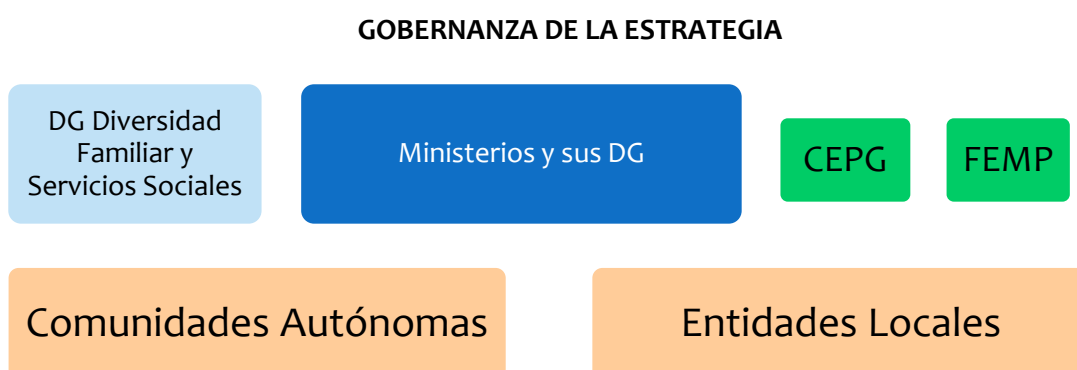 GOBERNANZA DE LA ESTRATEGIA
DG Diversidad
Familiar y
Servicios Sociales
Ministerios y sus DG
CEPG
FEMP
Comunidades Autónomas
Entidades Locales